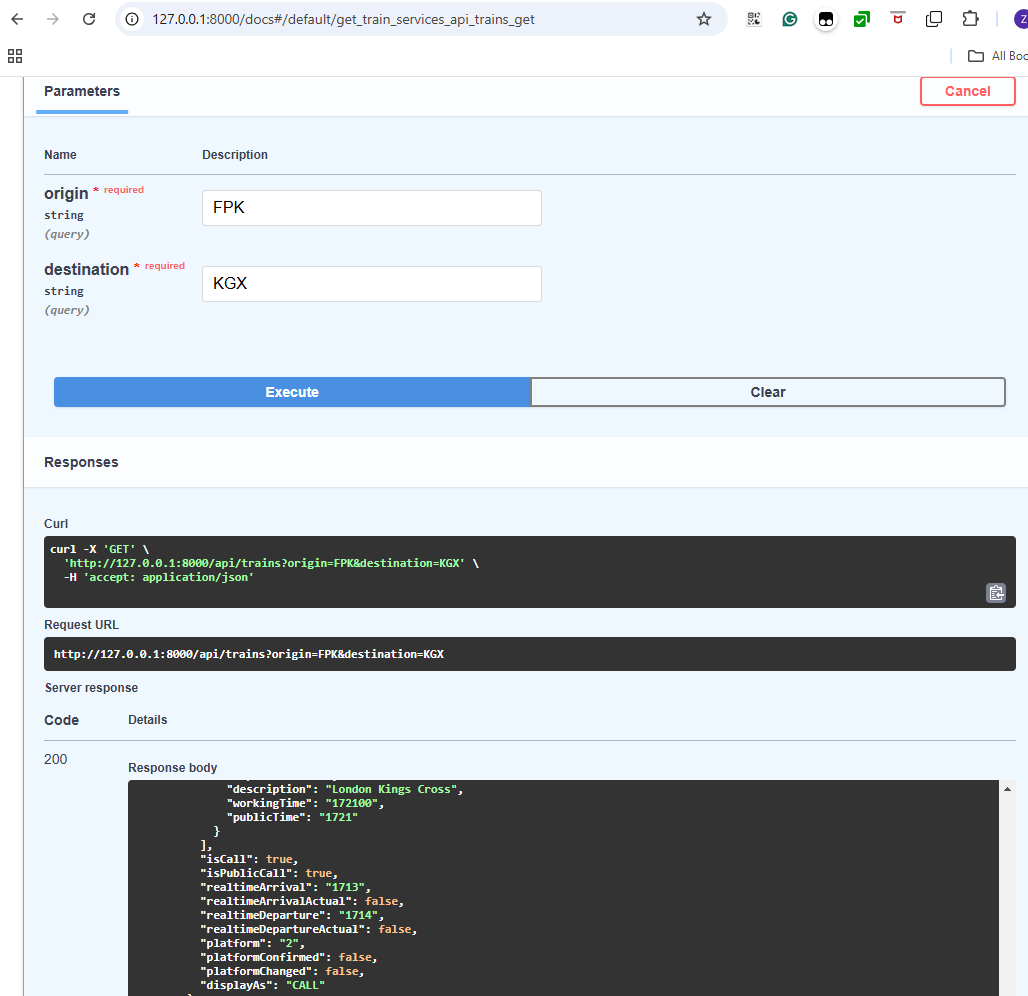 127.0.0.1:8000/docs#/default/get_train_services_api_trains_get
Z
All Boo
Parameters
Cancel
Name Description
origin * required
string
(query)
FPK
destination * required
string
(query)
KGX
Execute Clear
Responses
Curl
curl -X 'GET' \
'http://127.0.0.1:8000/api/trains?origin=FPK&destination=KGX' \
-H 'accept: application/json'
Request URL
http://127.0.0.1:8000/api/trains?origin=FPK&destination=KGX
Server response
Code Details
200
Response body
"description": "London Kings Cross",
"workingTime": "172100",
"publicTime": "1721"
}
],
"isCall": true,
"isPublicCall": true,
"realtimeArrival": "1713",
"realtimeArrivalActual": false,
"realtimeDeparture": "1714",
"realtimeDepartureActual": false,
"platform": "2",
"platformConfirmed": false,
"platformChanged": false,
"displayAs": "CALL"